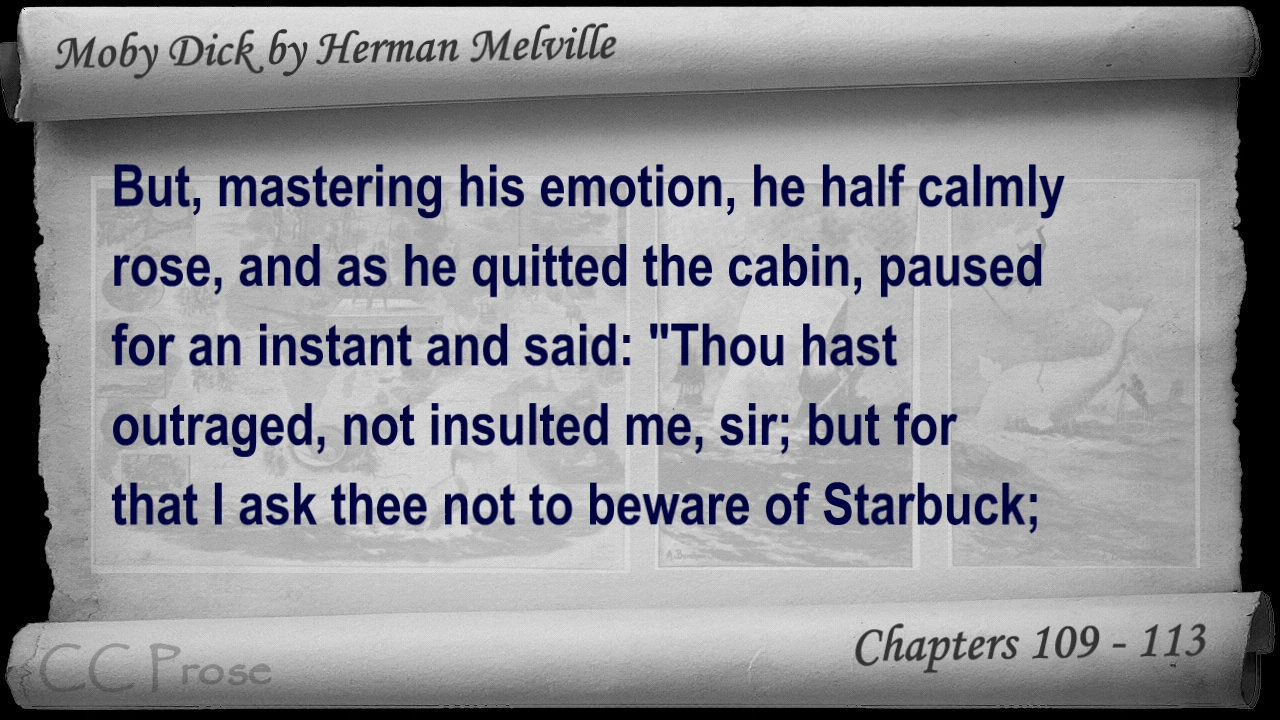 Moby Dick by Herman Melville
But, mastering his emotion, he half calmly
rose, and as he quitted the cabin, paused
for an instant and said: "Thou hast
outraged, not insulted me, sir; but for
that I ask thee not to beware of Starbuck;
Chapters 109 - 113
CC Prose